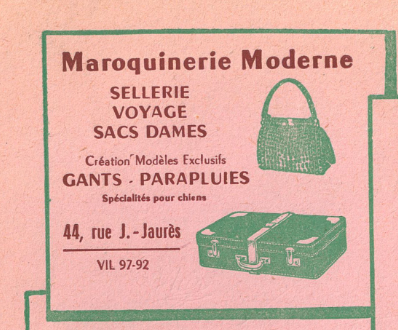 Maroquinerie Moderne
SELLERIE
VOYAGE
SACS DAMES
Création Modèles Exclusifs
GANTS - PARAPLUIES
Spécialités pour chiens
44, rue J.-Jaurès
VIL 97-92